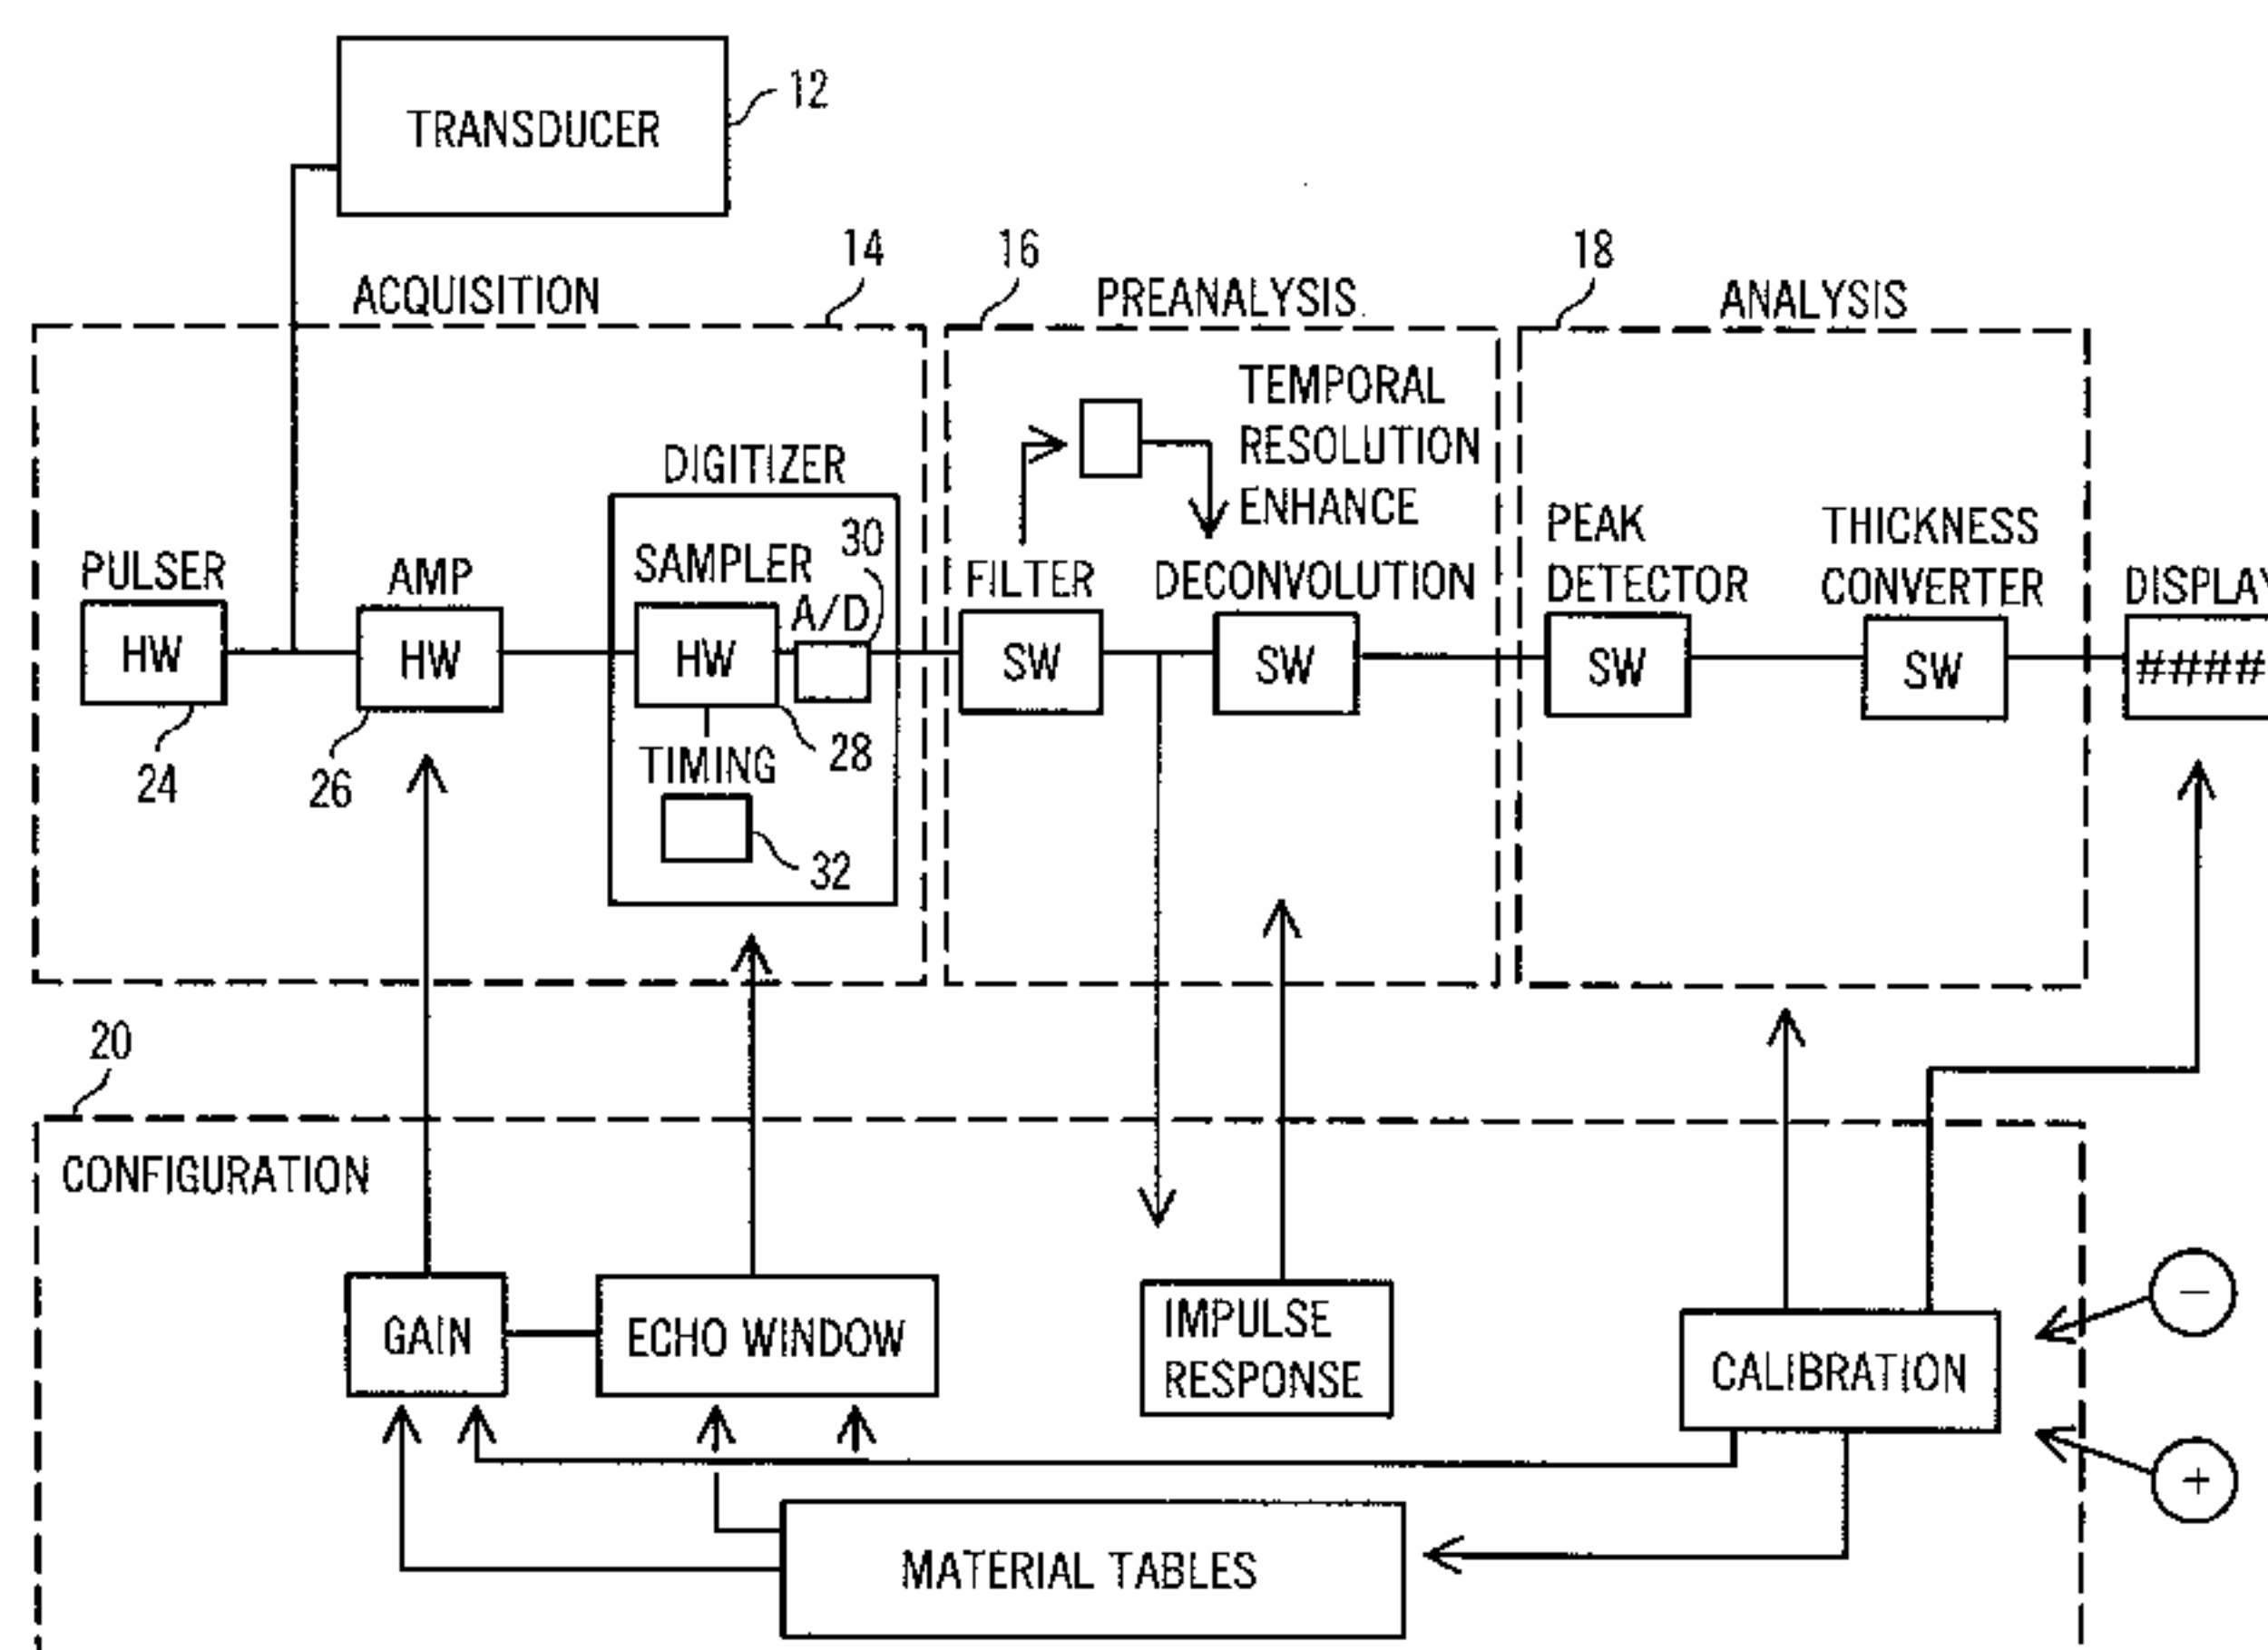 12
TRANSDUCER
14
16
18
ACQUISITION
PREANALYSIS
ANALYSIS
TEMPORAL
RESOLUTION
ENHANCE
DIGITIZER
PULSER
AMP
SAMPLER
30
A/D
FILTER
DECONVOLUTION
PEAK
DETECTOR
THICKNESS
CONVERTER
DISPLAY
HW
HW
HW
SW
SW
SW
SW
####
24
26
TIMING
28
32
20
CONFIGURATION
GAIN
ECHO WINDOW
IMPULSE
RESPONSE
CALIBRATION
−
+
MATERIAL TABLES